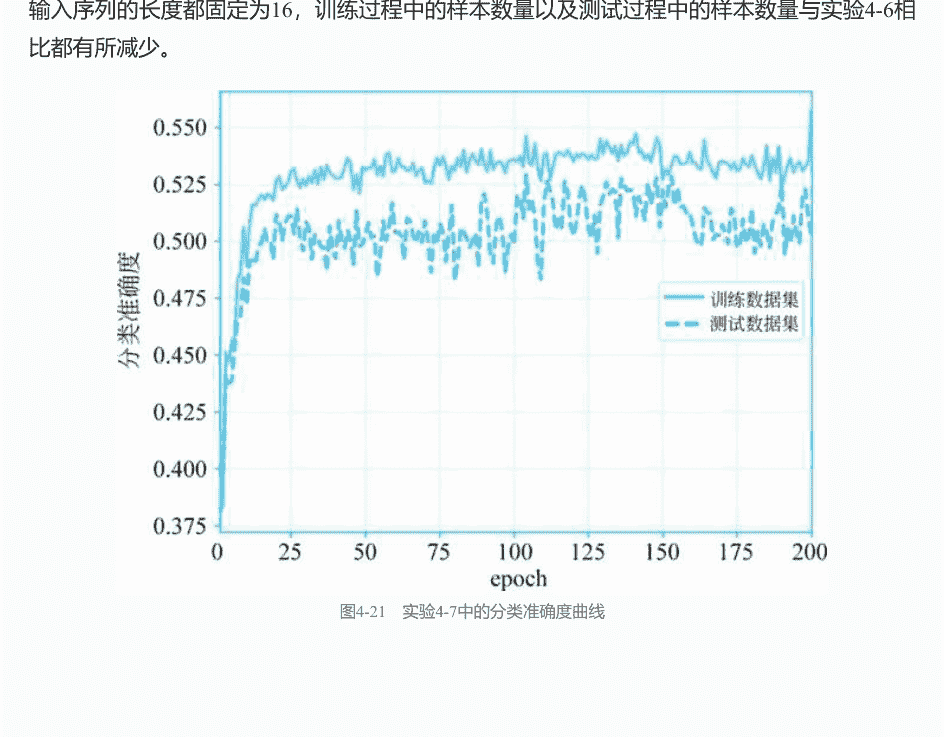 输入序列的长度都固定为16，训练过程中的样本数量以及测试过程中的样本数量与实验4-6相
比都有所减少。
0.550
0.525
0.500
0.475
0.450
0.425
0.400
0.375
分类准确度
训练数据集
测试数据集
0 25 50 75 100 125 150 175 200
epoch
图4-21 实验4-7中的分类准确度曲线